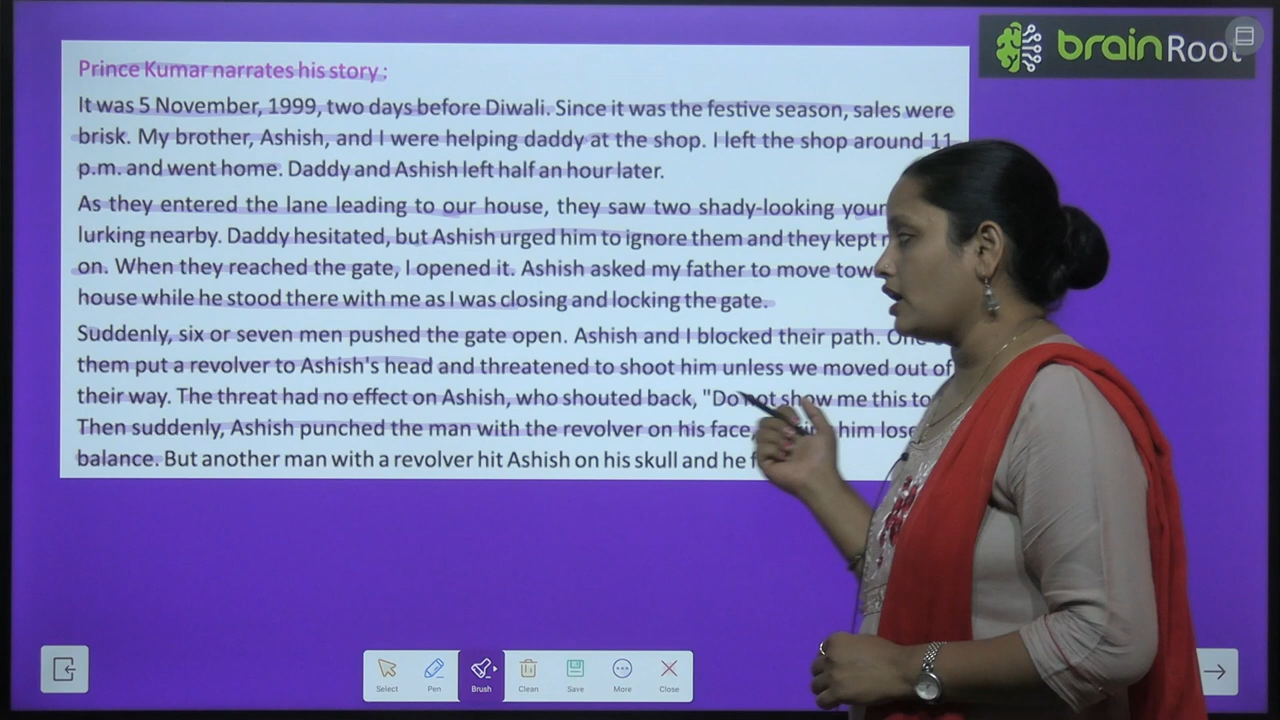 brainRoot
Prince Kumar narrates his story :
It was 5 November, 1999, two days before Diwali. Since it was the festive season, sales were
brisk. My brother, Ashish, and I were helping daddy at the shop. I left the shop around 11
p.m. and went home. Daddy and Ashish left half an hour later.
As they entered the lane leading to our house, they saw two shady-looking
lurking nearby. Daddy hesitated, but Ashish urged him to ignore them and they kept
on. When they reached the gate, I opened it. Ashish asked my father to move
house while he stood there with me as I was closing and locking the gate.
Suddenly, six or seven men pushed the gate open. Ashish and I blocked their path.
them put a revolver to Ashish's head and threatened to shoot him unless we moved out of
their way. The threat had no effect on Ashish, who shouted back, "Do not show me this
Then suddenly, Ashish punched the man with the revolver on his face, him lose
balance. But another man with a revolver hit Ashish on his skull and he
Select Pen Brush Clean Save More Close